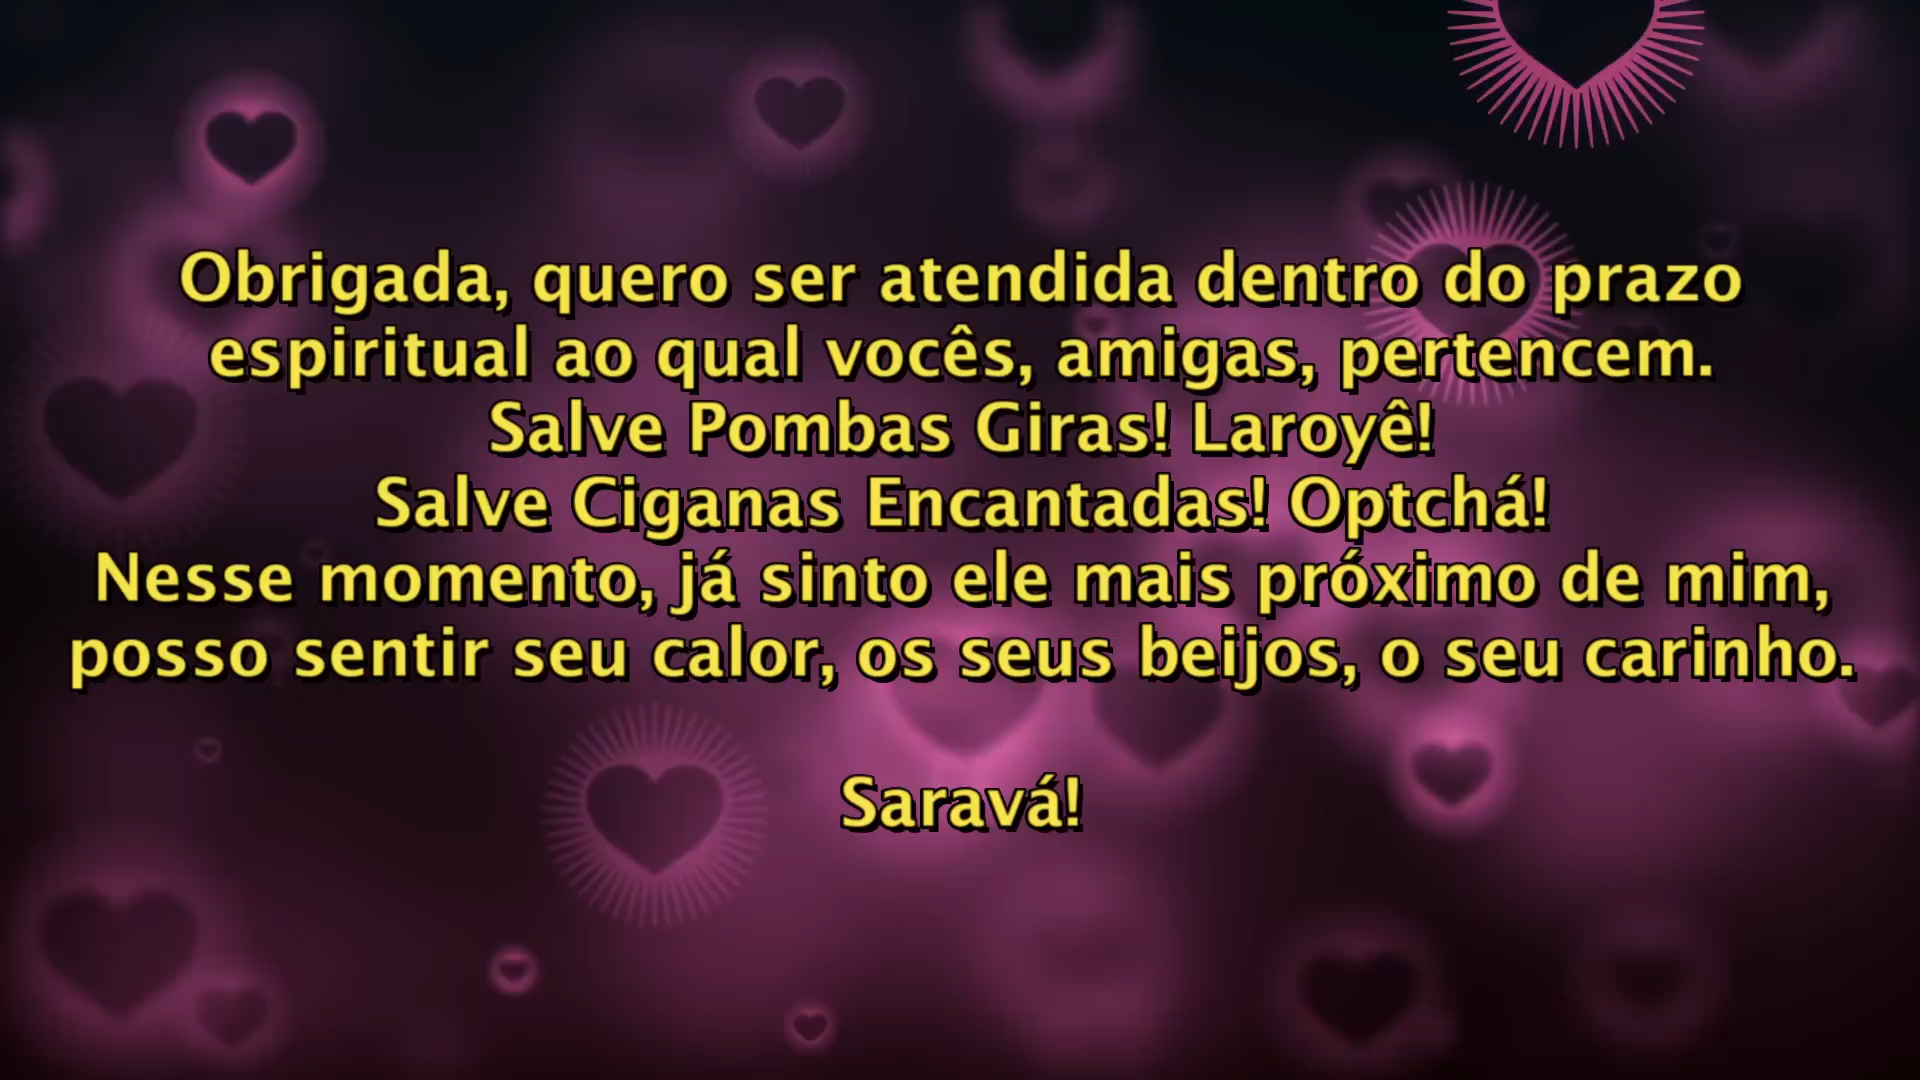 Obrigada, quero ser atendida dentro do prazo
espiritual ao qual vocês, amigas, pertencem.
Salve Pombas Giras! Laroyê!
Salve Ciganas Encantadas! Optchá!
Nesse momento, já sinto ele mais próximo de mim,
posso sentir seu calor, os seus beijos, o seu carinho.
Saravá!